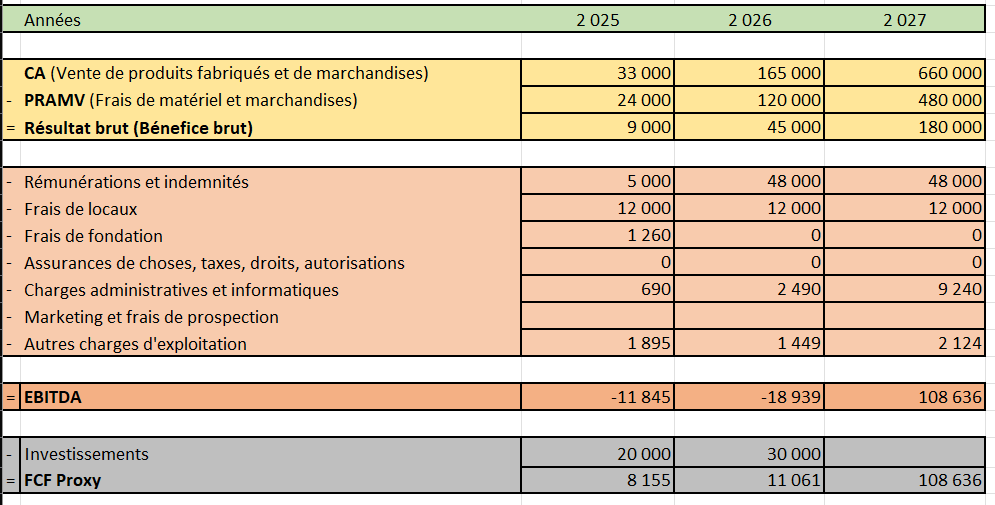 Années 2 025 2 026 2 027
CA (Vente de produits fabriqués et de marchandises) 33 000 165 000 660 000
- PRAMV (Frais de matériel et marchandises) 24 000 120 000 480 000
= Résultat brut (Bénefice brut) 9 000 45 000 180 000
- Rémunérations et indemnités 5 000 48 000 48 000
- Frais de locaux 12 000 12 000 12 000
- Frais de fondation 1 260 0 0
- Assurances de choses, taxes, droits, autorisations 0 0 0
- Charges administratives et informatiques 690 2 490 9 240
- Marketing et frais de prospection
- Autres charges d'exploitation 1 895 1 449 2 124
= EBITDA -11 845 -18 939 108 636
- Investissements 20 000 30 000
= FCF Proxy 8 155 11 061 108 636